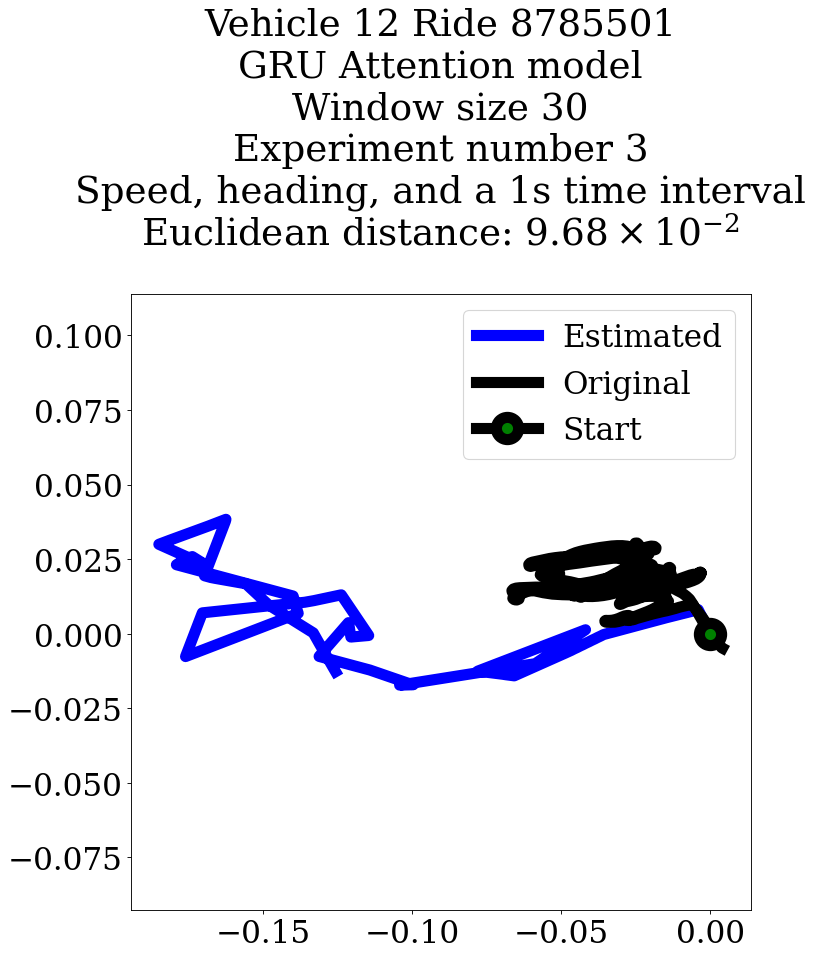 Vehicle 12 Ride 8785501
GRU Attention model
Window size 30
Experiment number 3
Speed, heading, and a 1s time interval
Euclidean distance: 9.68 × 10⁻²
Estimated
Original
Start
0.100
0.075
0.050
0.025
0.000
−0.025
−0.050
−0.075
−0.15
−0.10
−0.05
0.00